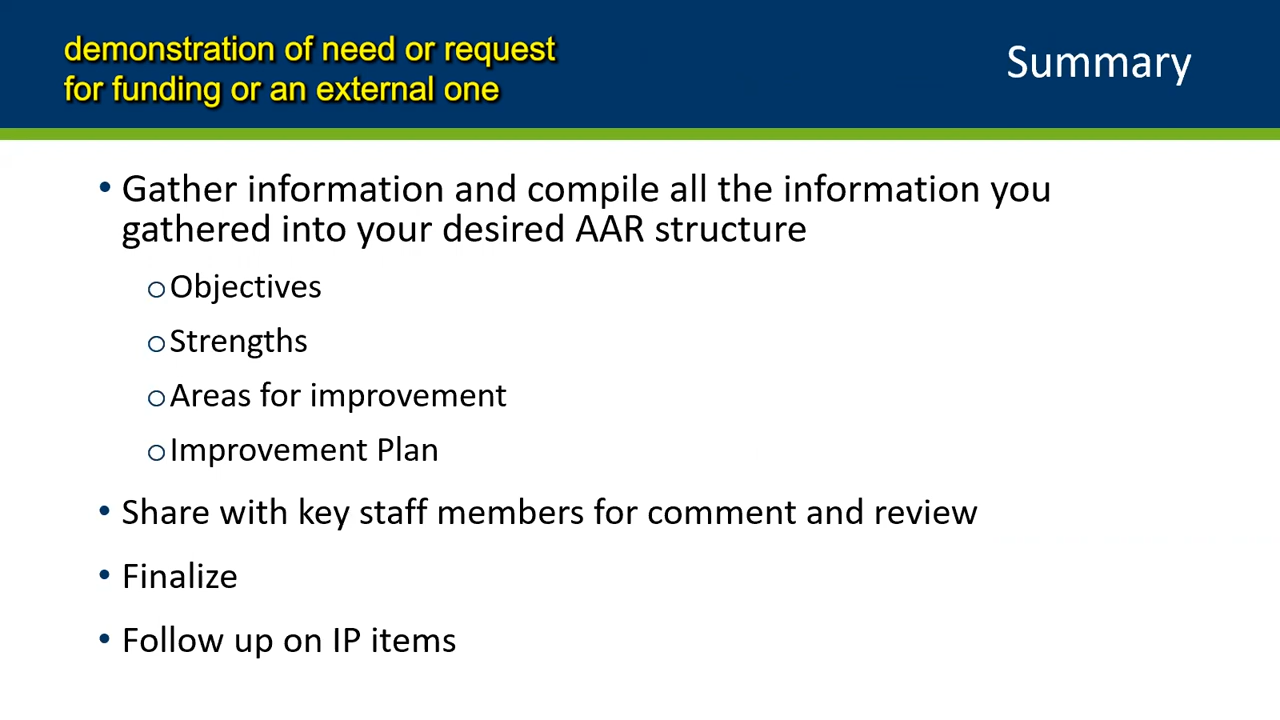 demonstration of need or request
for funding or an external one
Summary
• Gather information and compile all the information you
gathered into your desired AAR structure
o Objectives
o Strengths
o Areas for improvement
o Improvement Plan
• Share with key staff members for comment and review
• Finalize
• Follow up on IP items